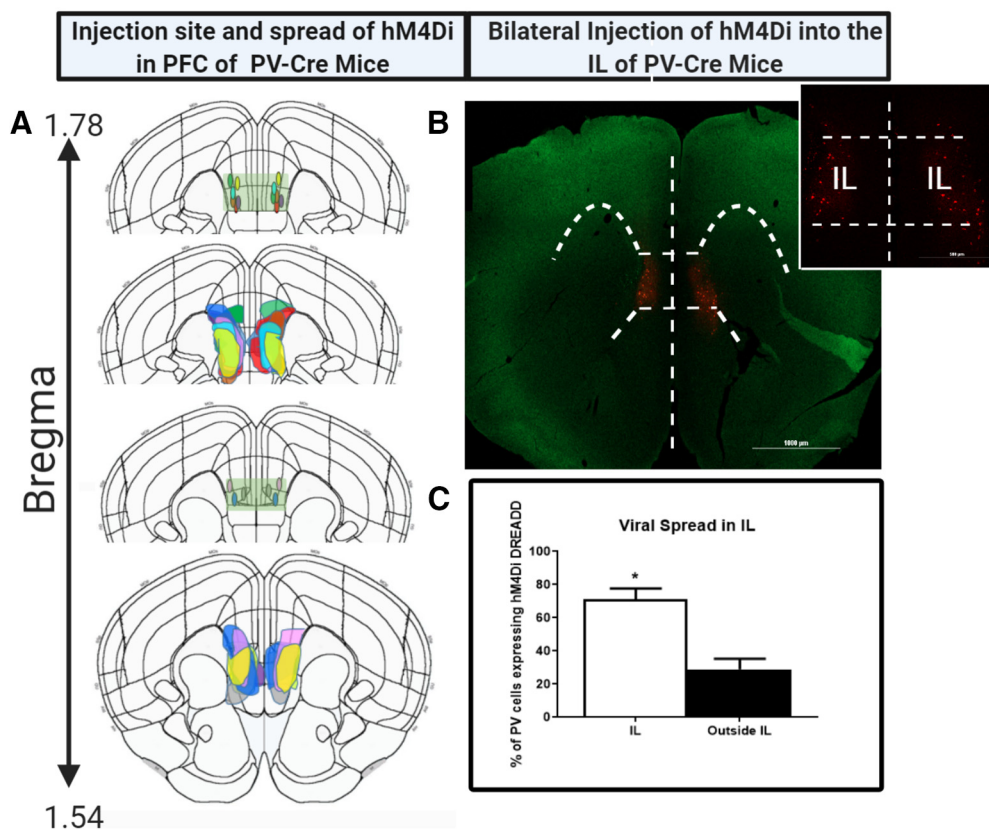 Injection site and spread of hM4Di
in PFC of PV-Cre Mice
Bilateral Injection of hM4Di into the
IL of PV-Cre Mice
A
1.78
Bregma
1.54
B
IL
IL
1000 µm
C
Viral Spread in IL
% of PV cells expressing hM4Di DREADD
100
80
60
40
20
0
*
IL
Outside IL